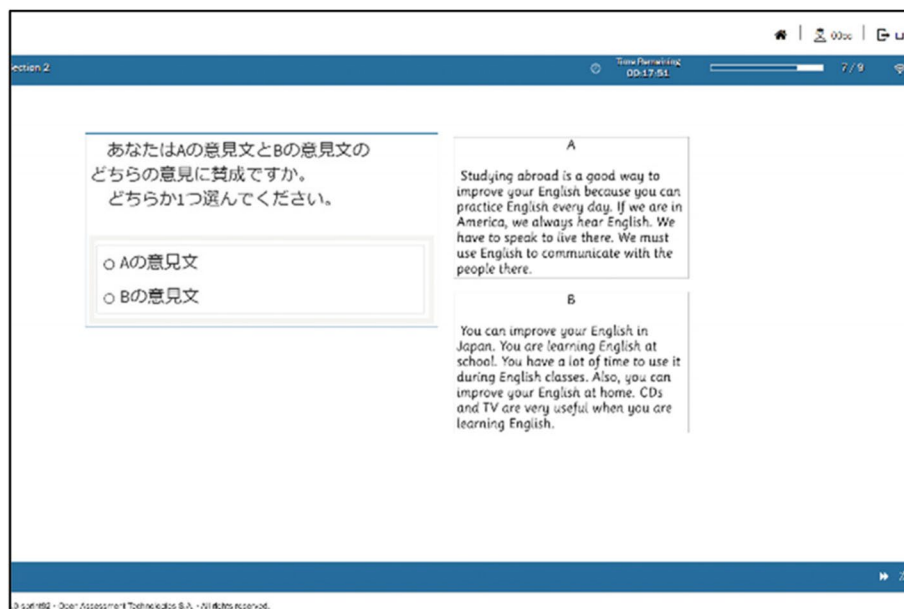 ection 2
Time Remaining
00:17:51
7 / 9
あなたはAの意見文とBの意見文の
どちらの意見に賛成ですか。
どちらか1つ選んでください。
Aの意見文
Bの意見文
A
Studying abroad is a good way to
improve your English because you can
practice English every day. If we are in
America, we always hear English. We
have to speak to live there. We must
use English to communicate with the
people there.
B
You can improve your English in
Japan. You are learning English at
school. You have a lot of time to use it
during English classes. Also, you can
improve your English at home. CDs
and TV are very useful when you are
learning English.
Open Assessment Technologies S.A. - All rights reserved.